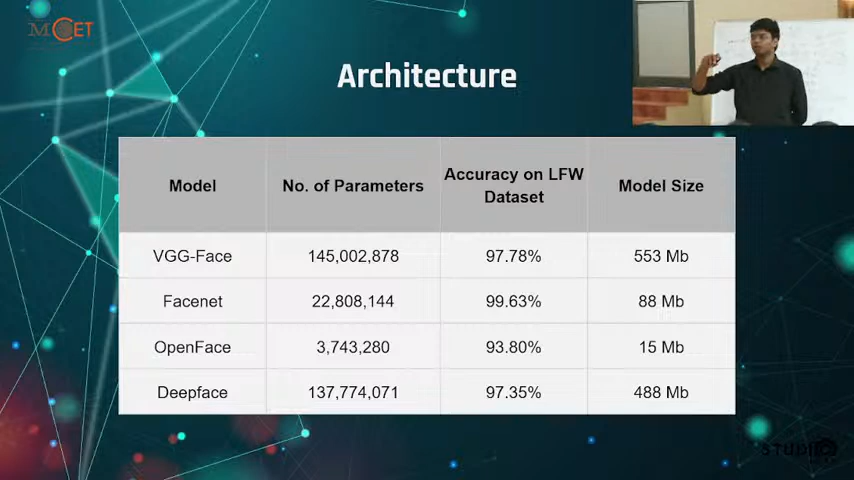 MCET
Architecture
Model No. of Parameters Accuracy on LFW Dataset Model Size
VGG-Face 145,002,878 97.78% 553 Mb
Facenet 22,808,144 99.63% 88 Mb
OpenFace 3,743,280 93.80% 15 Mb
Deepface 137,774,071 97.35% 488 Mb